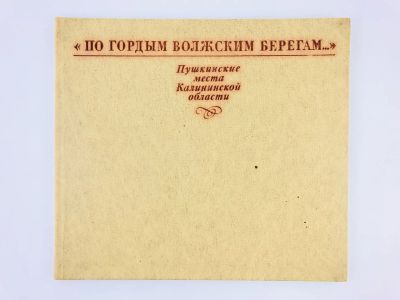 « ПО ГОРДЫМ ВОЛЖСКИМ БЕРЕГАМ...»
Пушкинские
места
Калининской
области